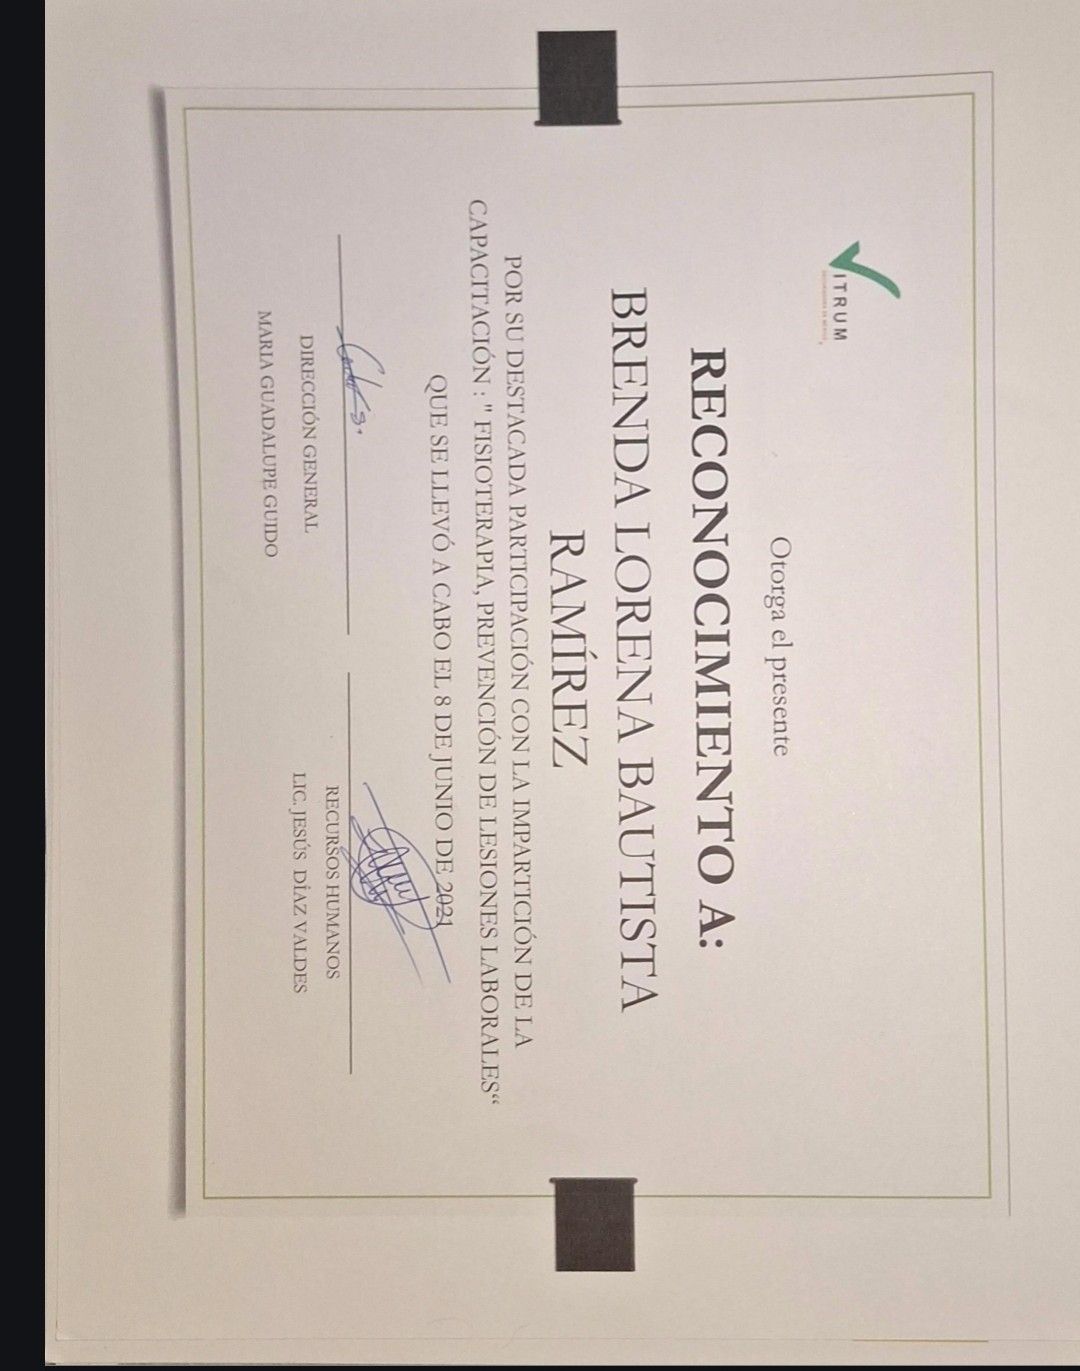 VITRUM
Otorga el presente
RECONOCIMIENTO A:
BRENDA LORENA BAUTISTA
RAMÍREZ
POR SU DESTACADA PARTICIPACIÓN CON LA IMPARTICIÓN DE LA
CAPACITACIÓN : " FISIOTERAPIA, PREVENCIÓN DE LESIONES LABORALES“
QUE SE LLEVÓ A CABO EL 8 DE JUNIO DE 2021
DIRECCIÓN GENERAL
MARIA GUADALUPE GUIDO
RECURSOS HUMANOS
LIC. JESÚS DÍAZ VALDES